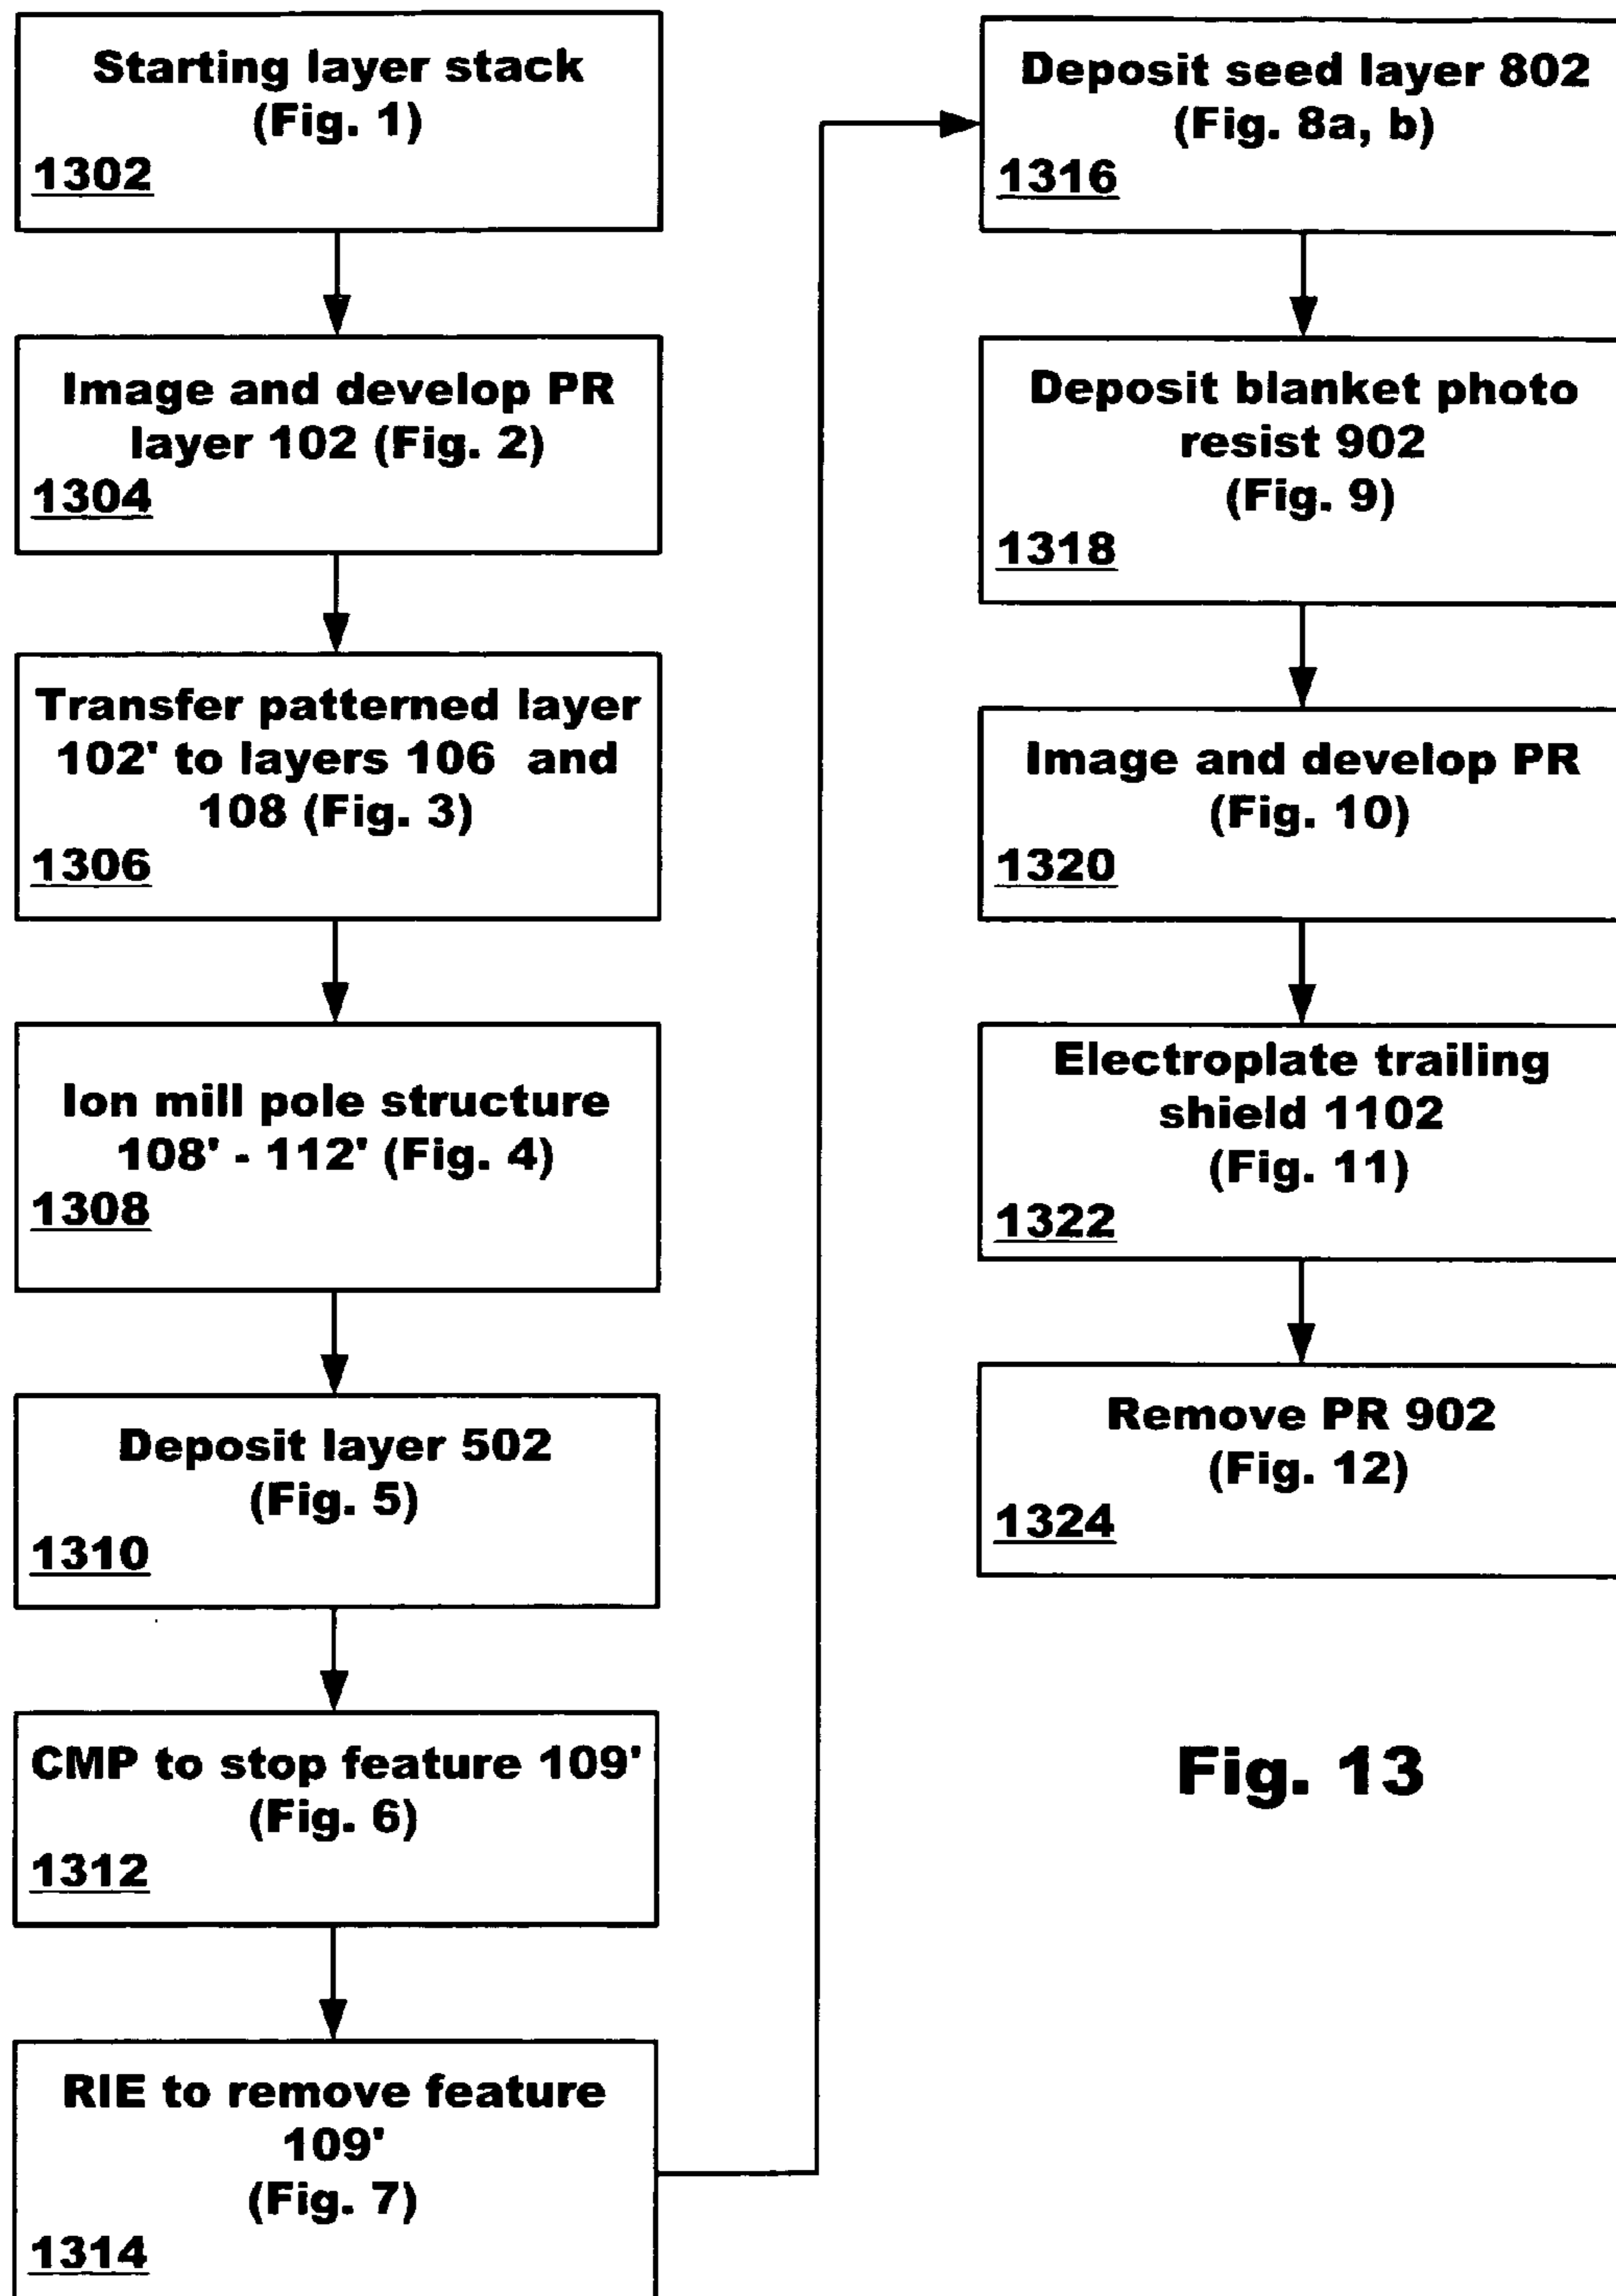 Starting layer stack
(Fig. 1)
1302
Image and develop PR
layer 102 (Fig. 2)
1304
Transfer patterned layer
102' to layers 106 and
108 (Fig. 3)
1306
Ion mill pole structure
108' - 112' (Fig. 4)
1308
Deposit layer 502
(Fig. 5)
1310
CMP to stop feature 109'
(Fig. 6)
1312
RIE to remove feature
109'
(Fig. 7)
1314
Deposit seed layer 802
(Fig. 8a, b)
1316
Deposit blanket photo
resist 902
(Fig. 9)
1318
Image and develop PR
(Fig. 10)
1320
Electroplate trailing
shield 1102
(Fig. 11)
1322
Remove PR 902
(Fig. 12)
1324
Fig. 13